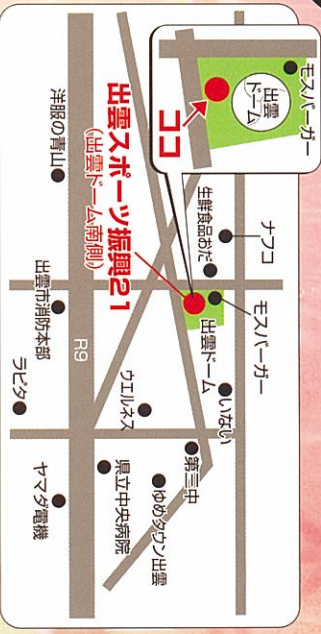 モスバーガー
出雲
ドーム
ココ
出雲スポーツ振興21
(出雲ドーム南側)
ナフコ
生鮮食品おだ
モスバーガー
出雲ドーム
いない
洋服の青山
出雲市消防本部
R9
ラピタ
ウエルネス
第三中
県立中央病院
ゆめタウン出雲
ヤマダ電機